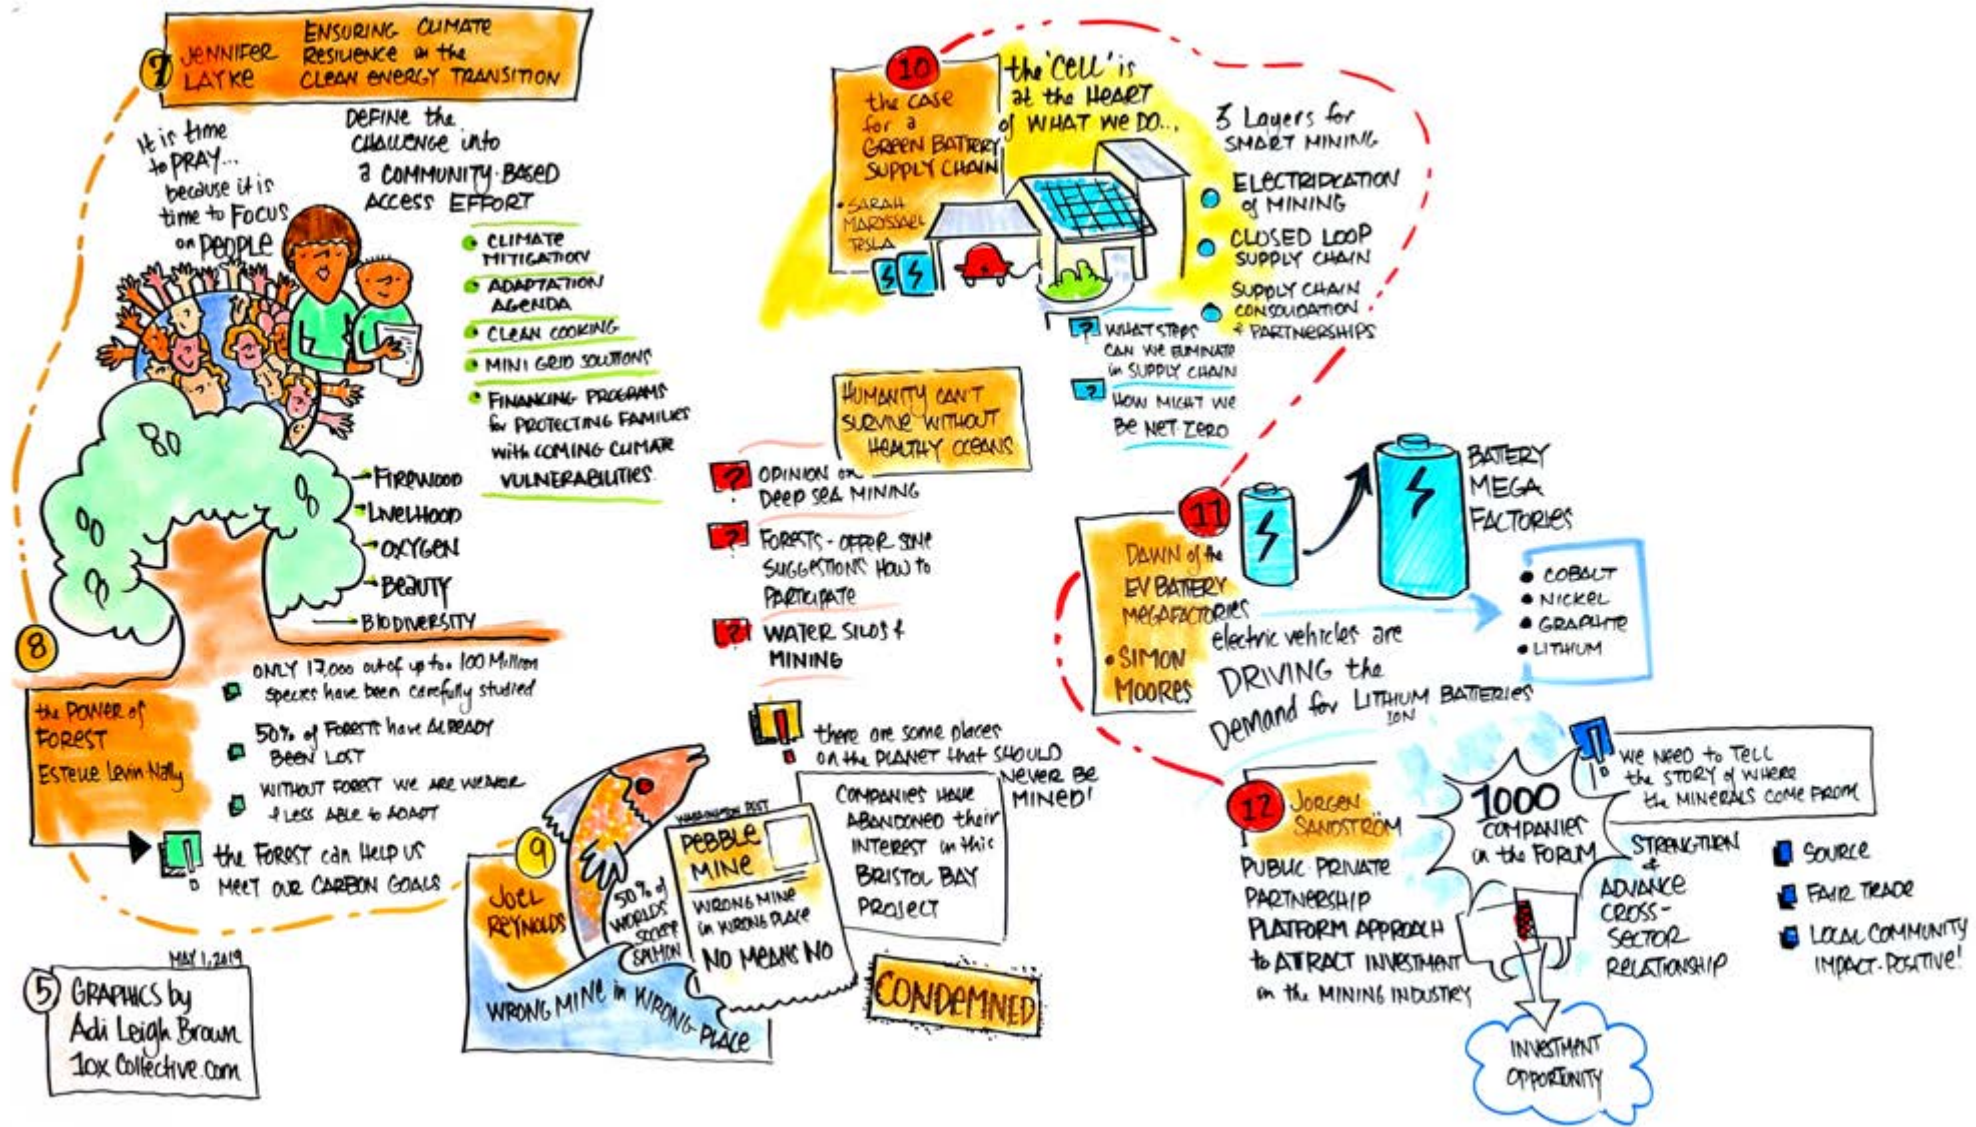 7
JENNIFER
LAYKE
ENSURING CLIMATE
RESILIENCE in the
CLEAN ENERGY TRANSITION
It is time
to PRAY...
because it is
time to FOCUS
on PEOPLE
DEFINE the
CHALLENGE into
a COMMUNITY-BASED
ACCESS EFFORT
• CLIMATE
MITIGATION
• ADAPTATION
AGENDA
• CLEAN COOKING
• MINI GRID SOLUTIONS
• FINANCING PROGRAMS
for PROTECTING FAMILIES
with COMING CLIMATE
VULNERABILITIES.
FIREWOOD
LIVELIHOOD
OXYGEN
BEAUTY
BIODIVERSITY
8
the POWER of
FOREST
Estelle Levin Nally
ONLY 17,000 out of up to 100 Million
species have been carefully studied
50% of FORESTS have ALREADY
BEEN LOST
WITHOUT FOREST WE ARE WEAKER
& LESS ABLE to ADAPT
! the FOREST can HELP US
MEET OUR CARBON GOALS
MAY 1, 2019
5
GRAPHICS by
Adi Leigh Brown
10x Collective.com
9
JOEL
REYNOLDS
50% of
WORLDS
SOCKEYE
SALMON
WRONG MINE in WRONG-PLACE
WASHINGTON POST
PEBBLE
MINE
WRONG MINE
in WRONG PLACE
NO MEANS NO
COMPANIES HAVE
ABANDONED their
INTEREST in this
BRISTOL BAY
PROJECT
CONDEMNED
HUMANITY CAN'T
SURVIVE WITHOUT
HEALTHY OCEANS
? OPINION on
DEEP SEA MINING
? FORESTS - OFFER SOME
SUGGESTIONS HOW to
PARTICIPATE
? WATER SILOS &
MINING
! there are some places
on the PLANET that SHOULD
NEVER BE
MINED!
10
the CASE
for a
GREEN BATTERY
SUPPLY CHAIN
• SARAH
MARYSSAEL
TESLA
the 'CELL' is
at the HEART
of WHAT WE DO...
3 Layers for
SMART MINING
ELECTRIFICATION
of MINING
CLOSED LOOP
SUPPLY CHAIN
SUPPLY CHAIN
CONSOLIDATION
& PARTNERSHIPS
? WHAT STEPS
CAN WE ELIMINATE
in SUPPLY CHAIN
? HOW MIGHT WE
BE NET-ZERO
11
DAWN of the
EV BATTERY
MEGAFACTORIES
• SIMON
MOORES
BATTERY
MEGA
FACTORIES
• COBALT
• NICKEL
• GRAPHITE
• LITHIUM
electric vehicles are
DRIVING the
Demand for LITHIUM BATTERIES
ION
12
JORGEN
SANDSTRÖM
PUBLIC-PRIVATE
PARTNERSHIP
PLATFORM APPROACH
to ATTRACT INVESTMENT
in the MINING INDUSTRY
1000
COMPANIES
in the FORUM
! WE NEED to TELL
the STORY of WHERE
the MINERALS COME FROM
STRENGTHEN
&
ADVANCE
CROSS-
SECTOR
RELATIONSHIP
SOURCE
FAIR TRADE
LOCAL COMMUNITY
IMPACT-POSITIVE!
INVESTMENT
OPPORTUNITY